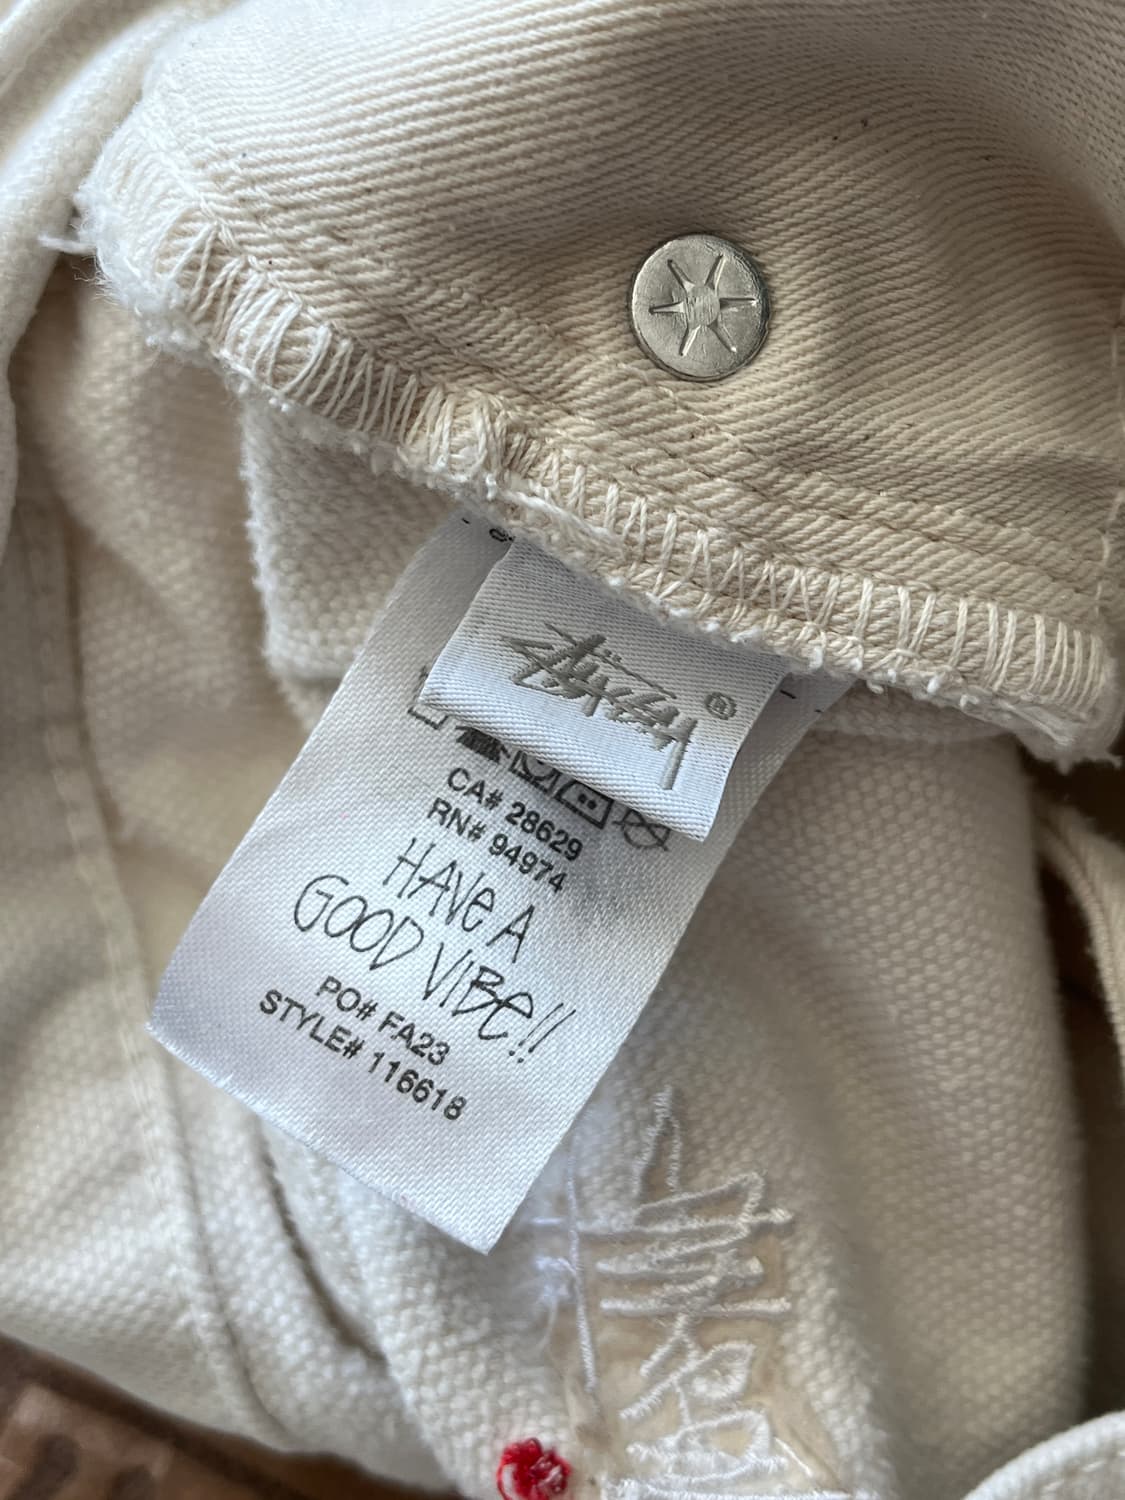 Stüssy ®
CA# 28629
RN# 94974
HAVE A
GOOD VIBE!!
PO# FA23
STYLE# 116618